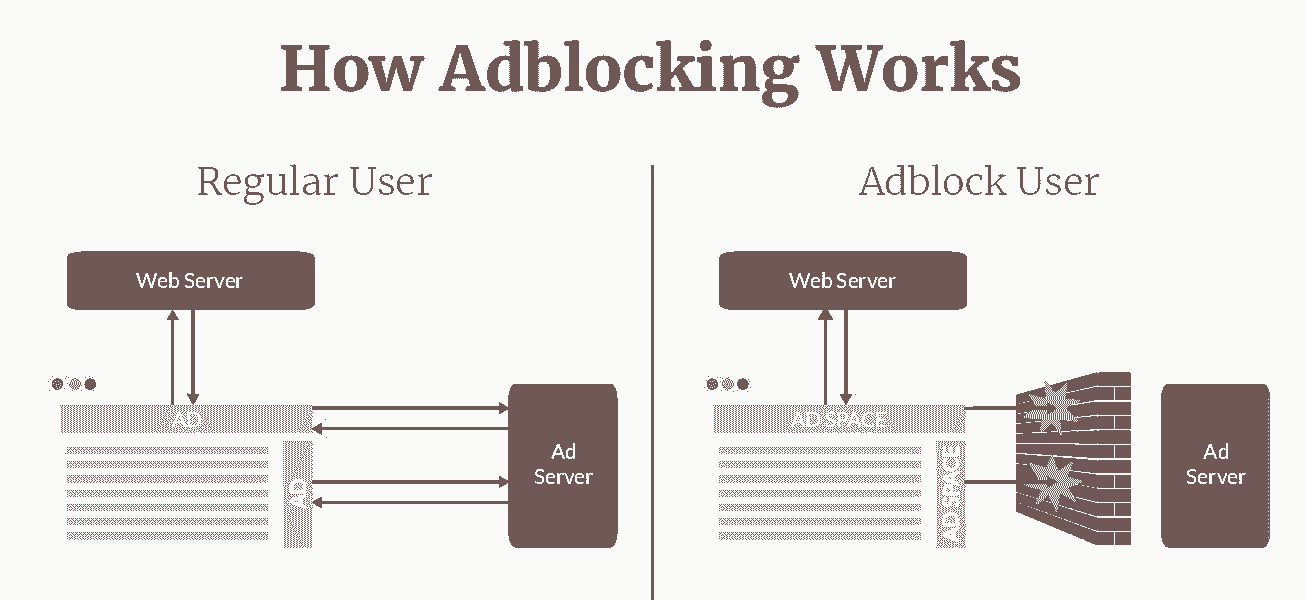 How Adblocking Works
Regular User
Web Server
AD
AD
Ad
Server
Adblock User
Web Server
AD SPACE
AD SPACE
Ad
Server